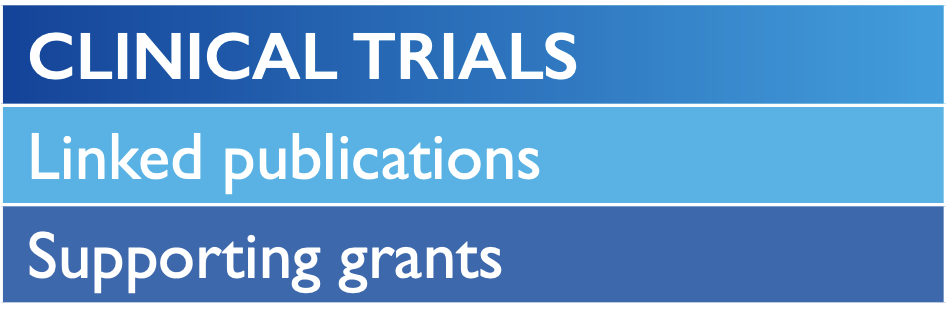 CLINICAL TRIALS
Linked publications
Supporting grants